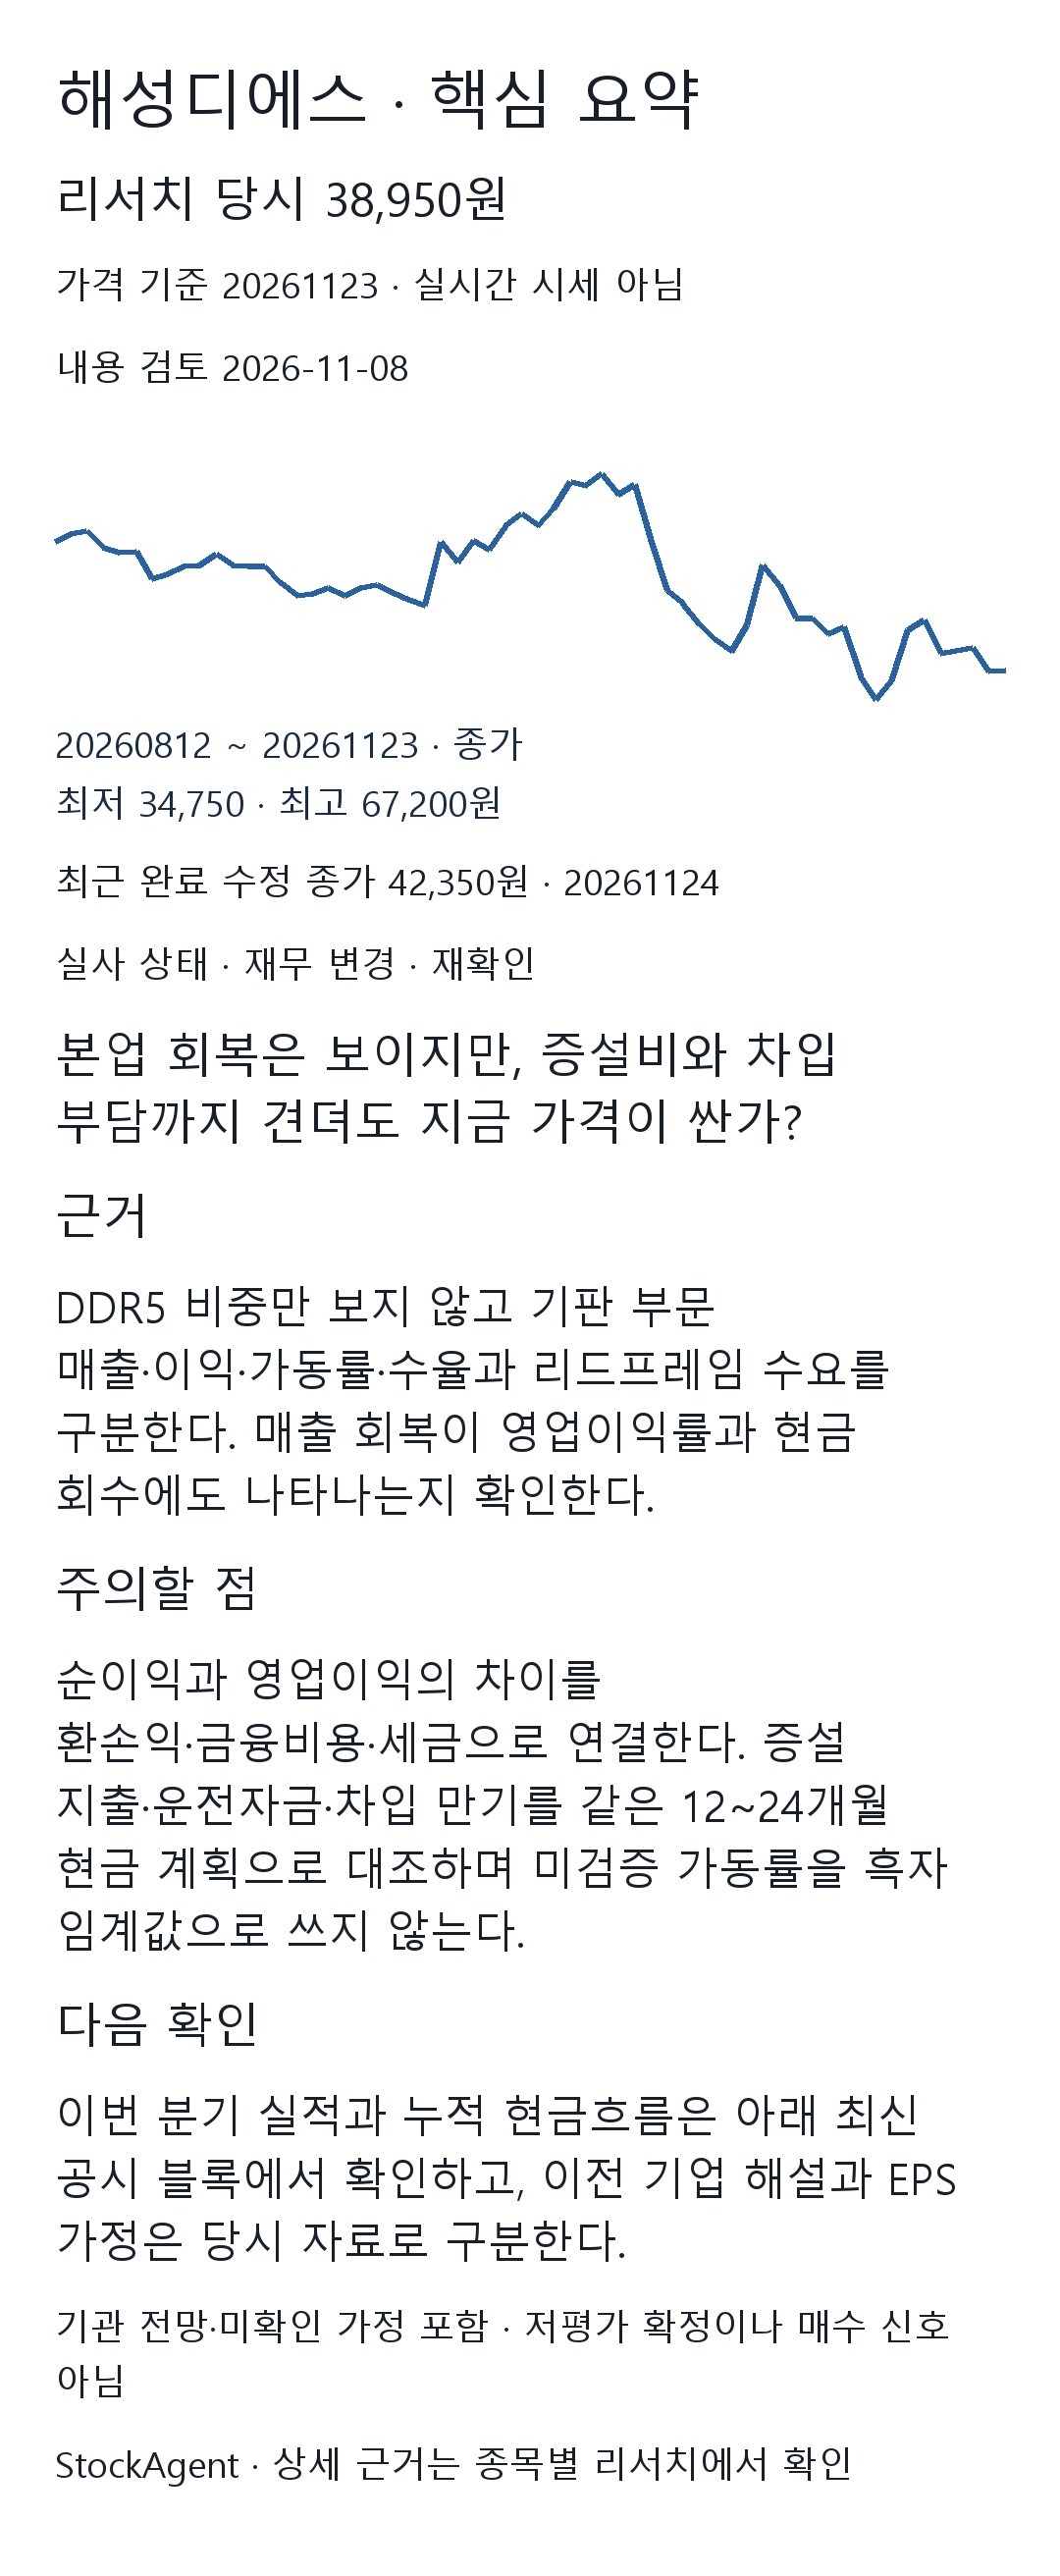 해성디에스 · 핵심 요약
리서치 당시 38,950원
가격 기준 20261123 · 실시간 시세 아님
내용 검토 2026-11-08
20260812 ~ 20261123 · 종가
최저 34,750 · 최고 67,200원
최근 완료 수정 종가 42,350원 · 20261124
실사 상태 · 재무 변경 · 재확인
본업 회복은 보이지만, 증설비와 차입
부담까지 견뎌도 지금 가격이 싼가?
근거
DDR5 비중만 보지 않고 기판 부문
매출·이익·가동률·수율과 리드프레임 수요를
구분한다. 매출 회복이 영업이익률과 현금
회수에도 나타나는지 확인한다.
주의할 점
순이익과 영업이익의 차이를
환손익·금융비용·세금으로 연결한다. 증설
지출·운전자금·차입 만기를 같은 12~24개월
현금 계획으로 대조하며 미검증 가동률을 흑자
임계값으로 쓰지 않는다.
다음 확인
이번 분기 실적과 누적 현금흐름은 아래 최신
공시 블록에서 확인하고, 이전 기업 해설과 EPS
가정은 당시 자료로 구분한다.
기관 전망·미확인 가정 포함 · 저평가 확정이나 매수 신호
아님
StockAgent · 상세 근거는 종목별 리서치에서 확인